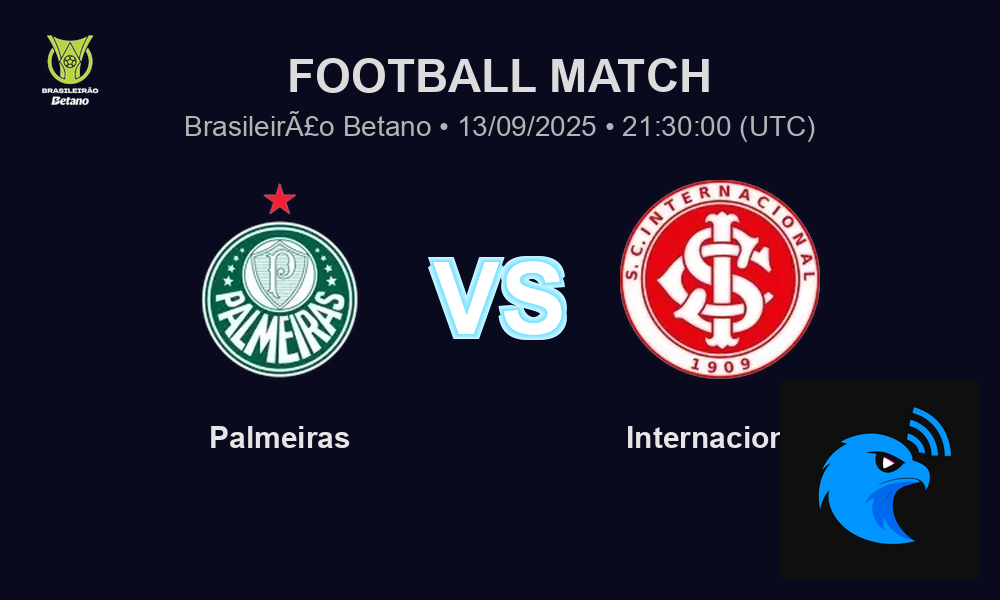 FOOTBALL MATCH
BRASILEIRÃO
Betano
BrasileirÃ£o Betano • 13/09/2025 • 21:30:00 (UTC)
PALMEIRAS
P
S.C. INTERNACIONAL
SCI
1909
VS
Palmeiras
Internacion